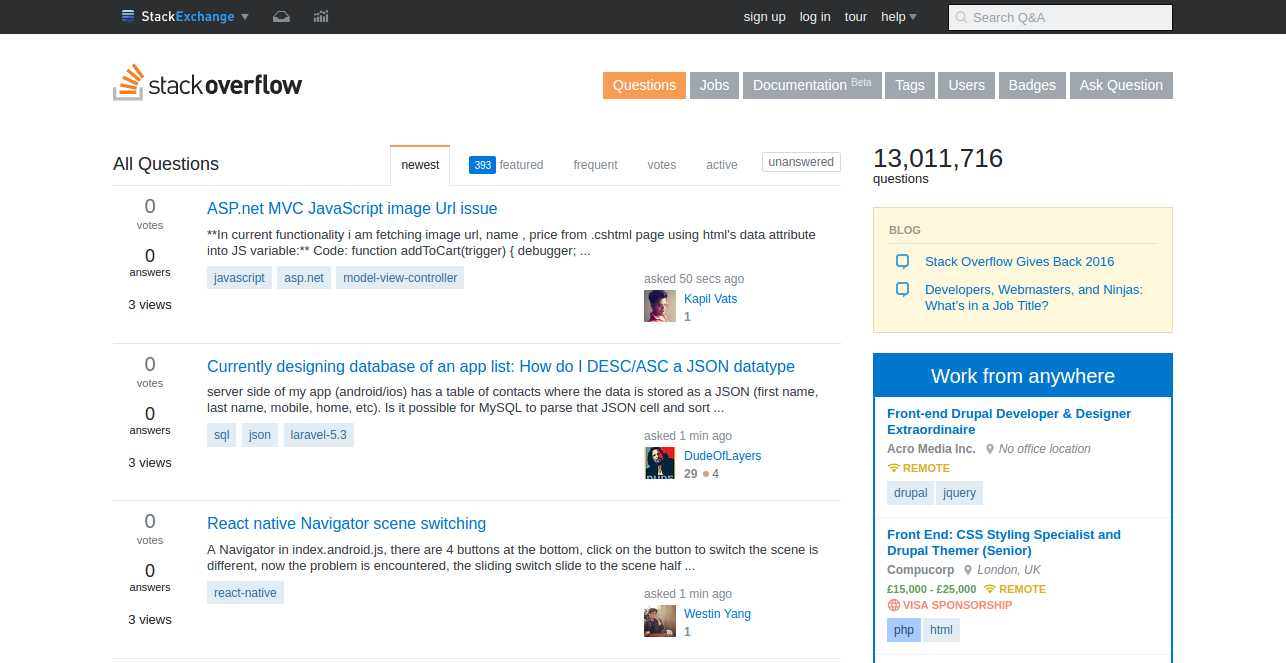 StackExchange
sign up log in tour help
Search Q&A
stackoverflow
Questions Jobs Documentation Beta Tags Users Badges Ask Question
All Questions
newest 393 featured frequent votes active unanswered
0
votes
0
answers
3 views
ASP.net MVC JavaScript image Url issue
**In current functionality i am fetching image url, name , price from .cshtml page using html's data attribute
into JS variable:** Code: function addToCart(trigger) { debugger; ...
javascript asp.net model-view-controller
asked 50 secs ago
Kapil Vats
1
0
votes
0
answers
3 views
Currently designing database of an app list: How do I DESC/ASC a JSON datatype
server side of my app (android/ios) has a table of contacts where the data is stored as a JSON (first name,
last name, mobile, home, etc). Is it possible for MySQL to parse that JSON cell and sort ...
sql json laravel-5.3
asked 1 min ago
DudeOfLayers
29 4
0
votes
0
answers
3 views
React native Navigator scene switching
A Navigator in index.android.js, there are 4 buttons at the bottom, click on the button to switch the scene is
different, now the problem is encountered, the sliding switch slide to the scene half ...
react-native
asked 1 min ago
Westin Yang
1
13,011,716
questions
BLOG
Stack Overflow Gives Back 2016
Developers, Webmasters, and Ninjas:
What's in a Job Title?
Work from anywhere
Front-end Drupal Developer & Designer
Extraordinaire
Acro Media Inc. No office location
REMOTE
drupal jquery
Front End: CSS Styling Specialist and
Drupal Themer (Senior)
Compucorp London, UK
£15,000 - £25,000 REMOTE
VISA SPONSORSHIP
php html